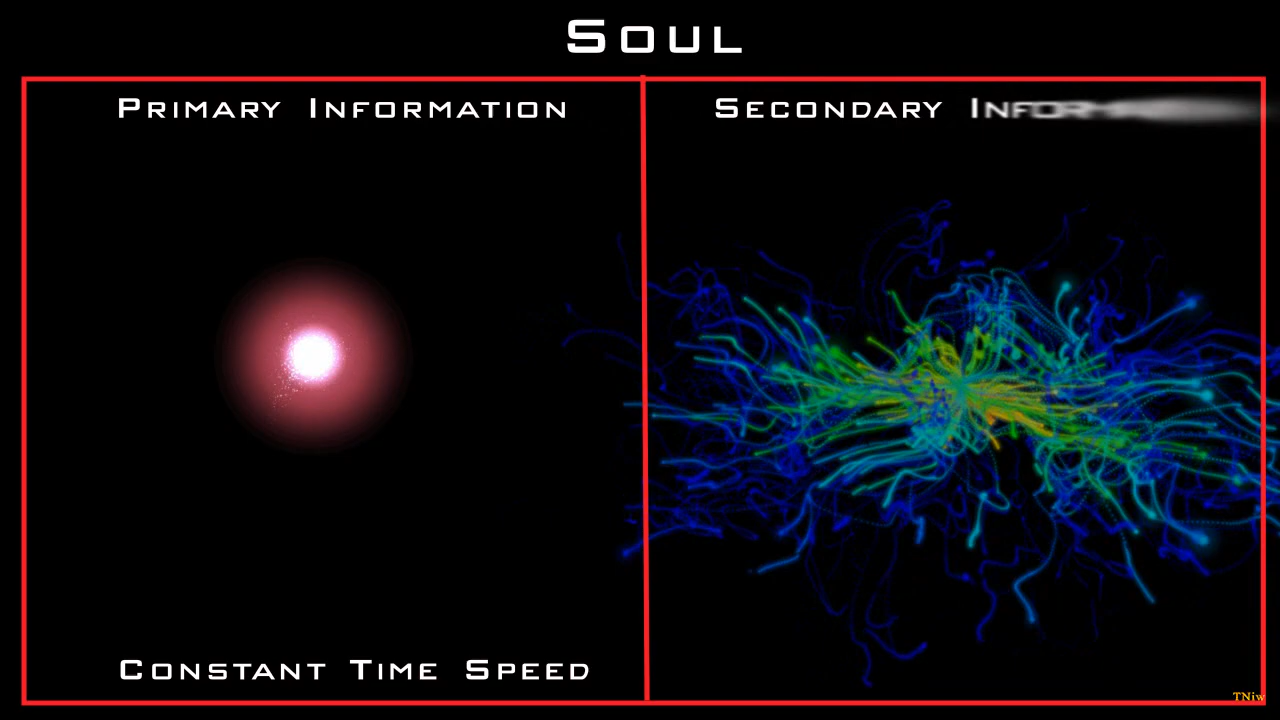 Soul
Primary Information
Secondary
Constant Time Speed
TNiw